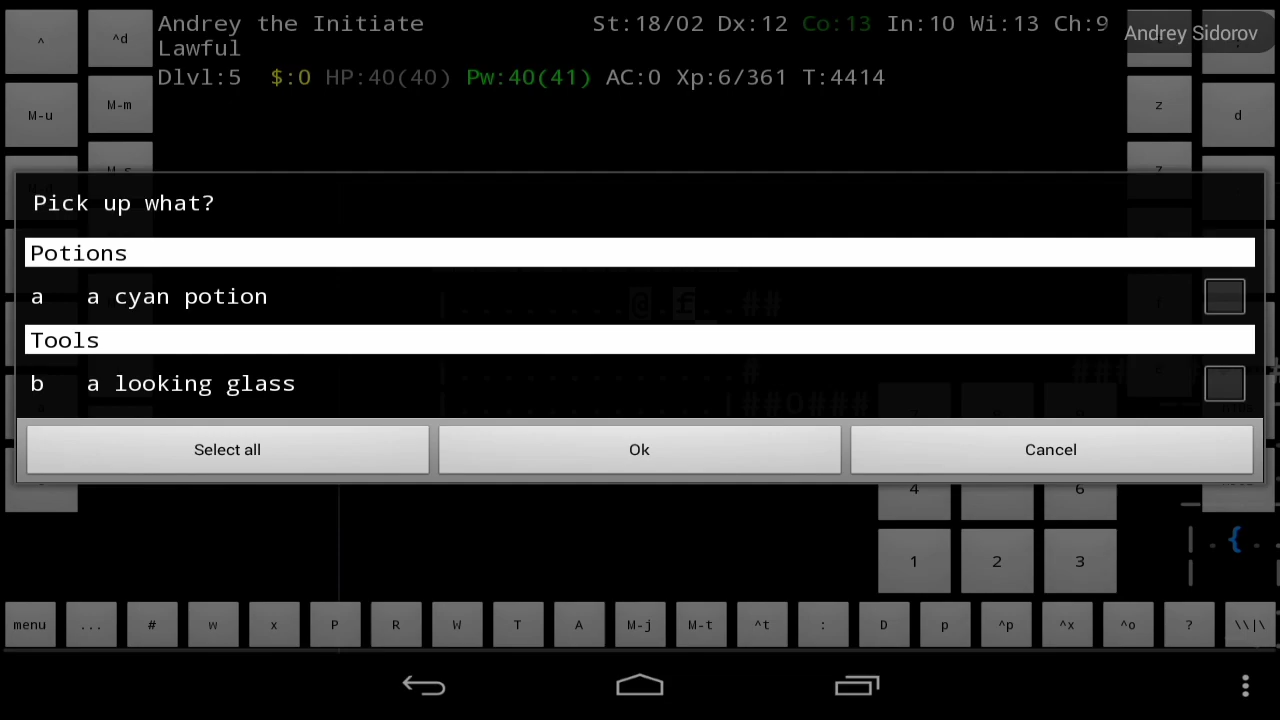 Andrey the Initiate St:18/02 Dx:12 Co:13 In:10 Wi:13 Ch:9
Andrey Sidorov
Lawful
Dlvl:5 $:0 HP:40(40) Pw:40(41) AC:0 Xp:6/361 T:4414
^ ^d
M-u M-m z d
Pick up what?
Potions
a a cyan potion
Tools
b a looking glass
Select all Ok Cancel
4 6
1 2 3
|.{.
menu ... # w x P R W T A M-j M-t ^t : D p ^p ^x ^o ? \\|\